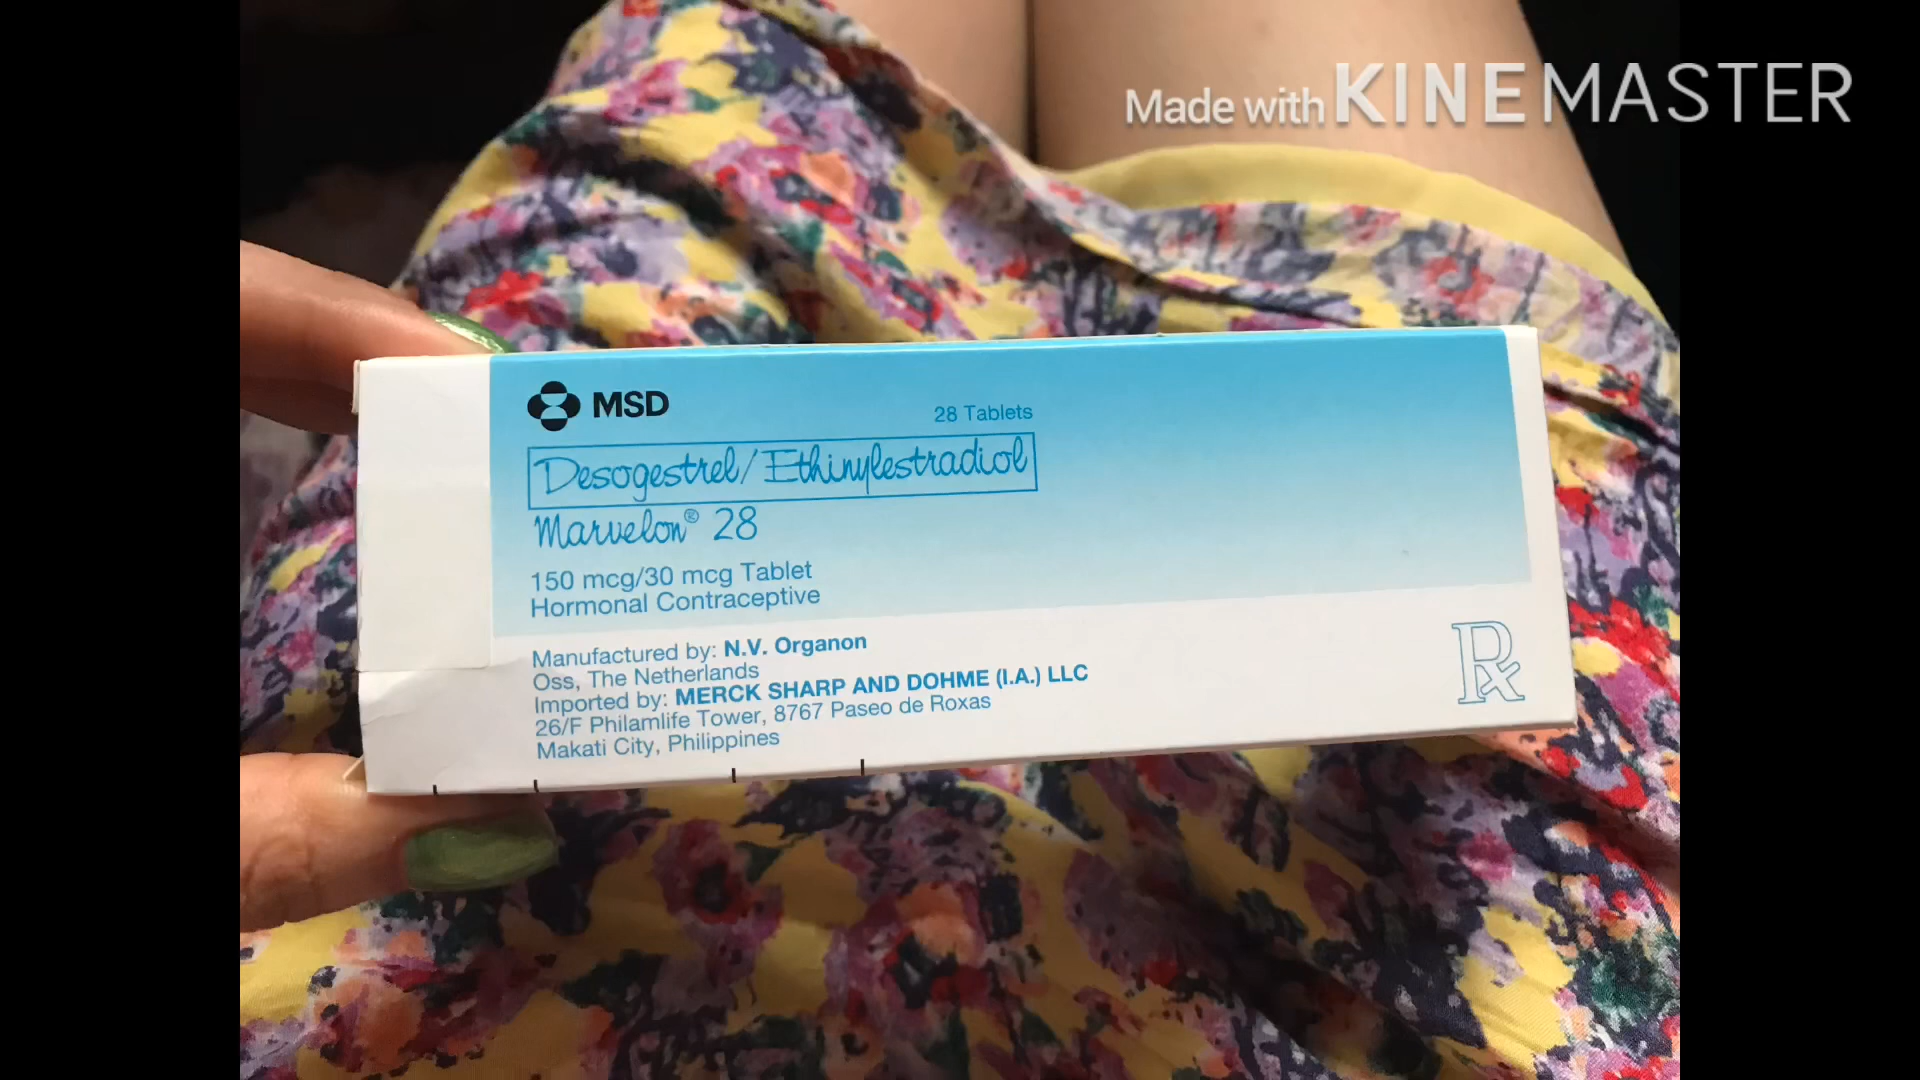 Made with KINEMASTER
MSD
28 Tablets
Desogestrel/Ethinylestradiol
Marvelon® 28
150 mcg/30 mcg Tablet
Hormonal Contraceptive
Manufactured by: N.V. Organon
Oss, The Netherlands
Imported by: MERCK SHARP AND DOHME (I.A.) LLC
26/F Philamlife Tower, 8767 Paseo de Roxas
Makati City, Philippines
Rx